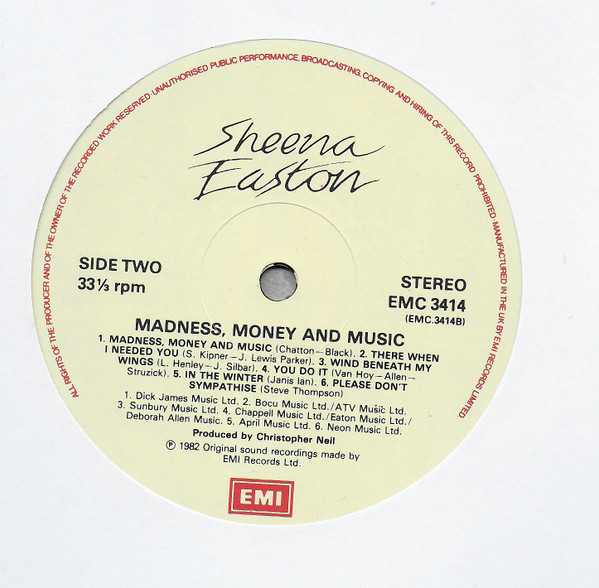 ALL RIGHTS OF THE PRODUCER AND OF THE OWNER OF THE RECORDED WORK RESERVED · UNAUTHORISED PUBLIC PERFORMANCE, BROADCASTING, COPYING AND HIRING OF THIS RECORD PROHIBITED · MANUFACTURED IN THE UK BY EMI RECORDS LIMITED
Sheena
Easton
SIDE TWO
33⅓ rpm
STEREO
EMC 3414
(EMC.3414B)
MADNESS, MONEY AND MUSIC
1. MADNESS, MONEY AND MUSIC (Chatton—Black). 2. THERE WHEN
I NEEDED YOU (S. Kipner—J. Lewis Parker). 3. WIND BENEATH MY
WINGS (L. Henley—J. Silbar). 4. YOU DO IT (Van Hoy—Allen—
Struzick). 5. IN THE WINTER (Janis Ian). 6. PLEASE DON'T
SYMPATHISE (Steve Thompson)
1. Dick James Music Ltd. 2. Bocu Music Ltd./ATV Music Ltd.
3. Sunbury Music Ltd. 4. Chappell Music Ltd./Eaton Music Ltd./
Deborah Allen Music. 5. April Music Ltd. 6. Neon Music Ltd.
Produced by Christopher Neil
℗ 1982 Original sound recordings made by
EMI Records Ltd.
EMI